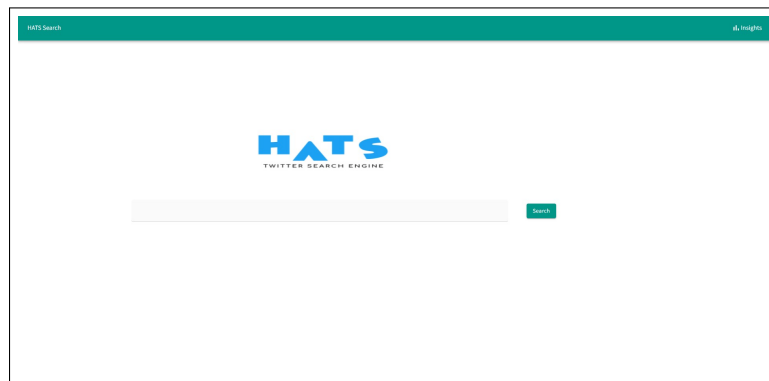 HATS Search
Insights
HATS
TWITTER SEARCH ENGINE
Search